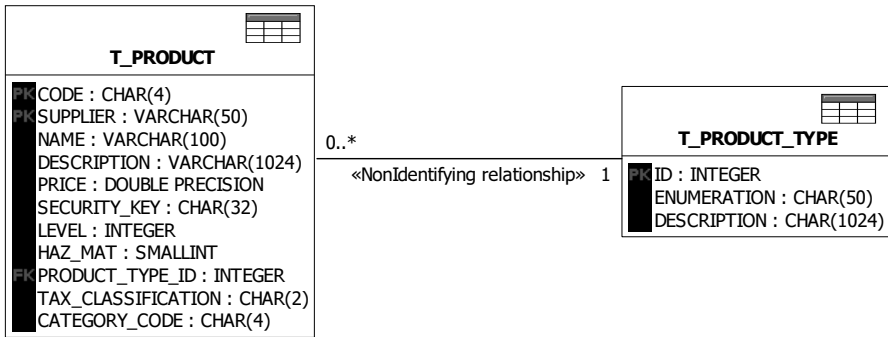 T_PRODUCT
PK CODE : CHAR(4)
PK SUPPLIER : VARCHAR(50)
NAME : VARCHAR(100)
DESCRIPTION : VARCHAR(1024)
PRICE : DOUBLE PRECISION
SECURITY_KEY : CHAR(32)
LEVEL : INTEGER
HAZ_MAT : SMALLINT
FK PRODUCT_TYPE_ID : INTEGER
TAX_CLASSIFICATION : CHAR(2)
CATEGORY_CODE : CHAR(4)
0..*
«NonIdentifying relationship» 1
T_PRODUCT_TYPE
PK ID : INTEGER
ENUMERATION : CHAR(50)
DESCRIPTION : CHAR(1024)